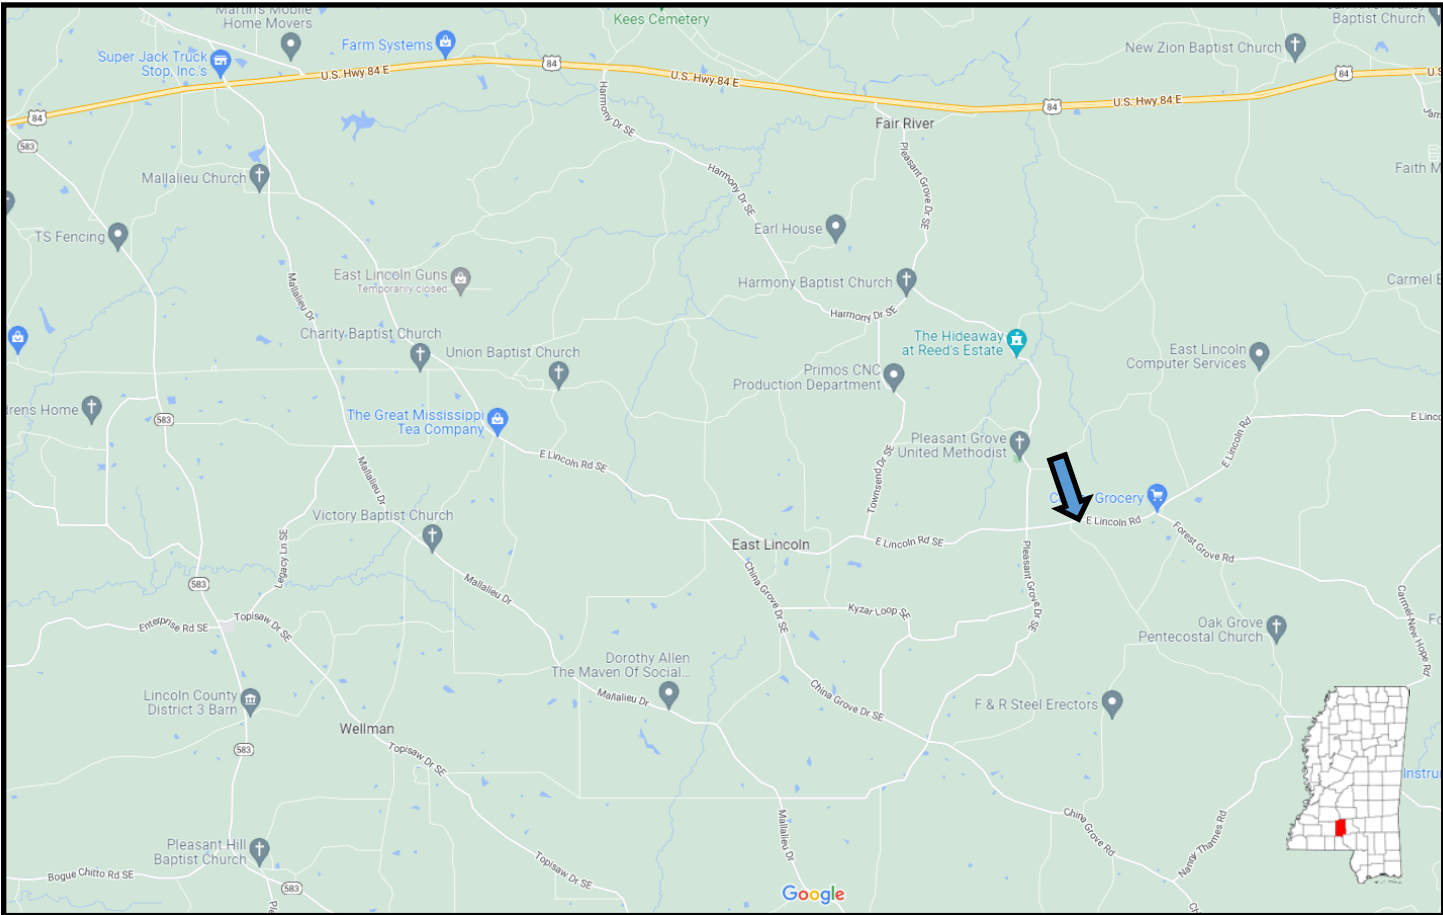 Martin's Mobile
Home Movers
Kees Cemetery
Baptist Church
Super Jack Truck
Stop, Inc.'s
Farm Systems
New Zion Baptist Church
84
U.S. Hwy 84 E
84
U.S. Hwy 84 E
84
U.S. Hwy 84 E
84
84
583
Harmony Dr SE
Fair River
Pleasant Grove Dr SE
Mallalieu Church
Harmony Dr SE
Faith M
TS Fencing
Earl House
East Lincoln Guns
Temporarily closed
Mallalieu Dr
Harmony Baptist Church
Carmel B
Harmony Dr SE
Charity Baptist Church
Union Baptist Church
The Hideaway
at Reed's Estate
East Lincoln
Computer Services
Primos CNC
Production Department
rens Home
583
The Great Mississippi
Tea Company
E Linco
E Lincoln Rd
Pleasant Grove
United Methodist
E Lincoln Rd SE
Mallalieu Dr
Townsend Dr SE
Grocery
Victory Baptist Church
E Lincoln Rd
Forest Grove Rd
East Lincoln
E Lincoln Rd SE
Legacy Ln SE
583
Mallalieu Dr
China Grove Dr SE
Pleasant Grove Dr SE
Carmel-New Hope Rd
Enterprise Rd SE
Topisaw Dr SE
Kyzar Loop SE
Oak Grove
Pentecostal Church
Dorothy Allen
The Maven Of Social...
Lincoln County
District 3 Barn
Mallalieu Dr
China Grove Dr SE
F & R Steel Erectors
Wellman
583
Topisaw Dr SE
Instru
Mallalieu Dr
China Grove Rd
Nancy Thames Rd
Pleasant Hill
Baptist Church
Bogue Chitto Rd SE
583
Topisaw Dr SE
Google